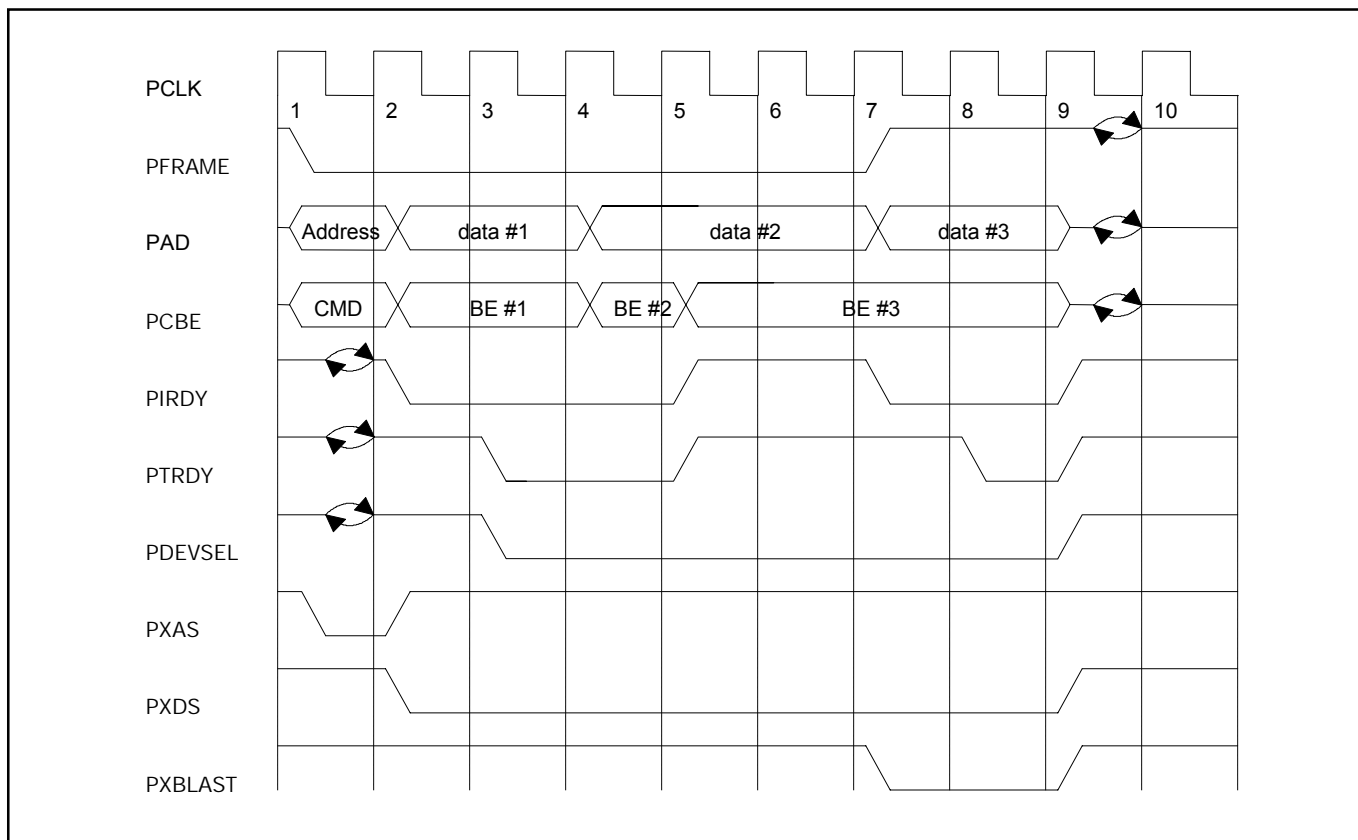 PCLK
1 2 3 4 5 6 7 8 9 10
PFRAME
PAD
Address data #1 data #2 data #3
PCBE
CMD BE #1 BE #2 BE #3
PIRDY
PTRDY
PDEVSEL
PXAS
PXDS
PXBLAST